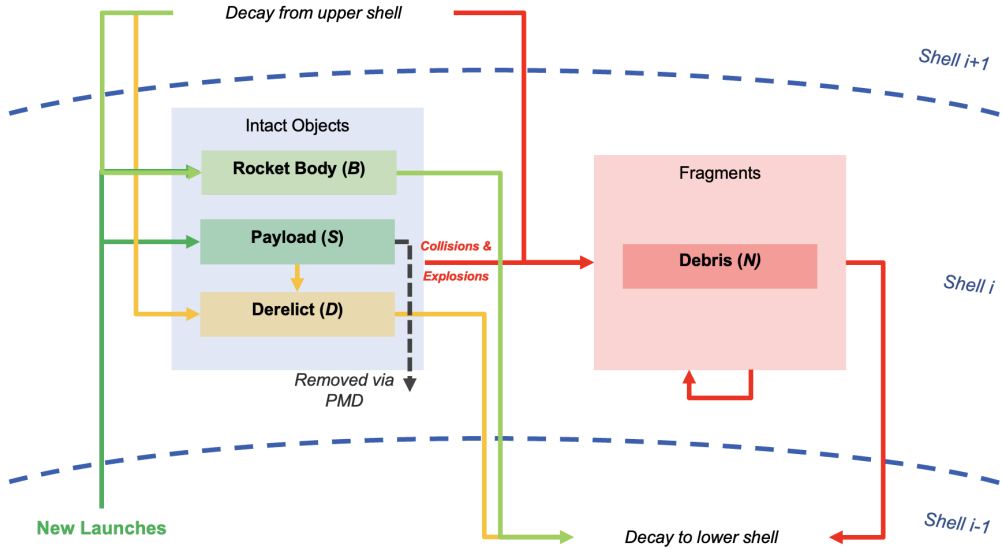 Decay from upper shell
Shell i+1
Intact Objects
Rocket Body (B)
Fragments
Payload (S)
Collisions &
Explosions
Debris (N)
Shell i
Derelict (D)
Removed via
PMD
New Launches
Decay to lower shell
Shell i-1